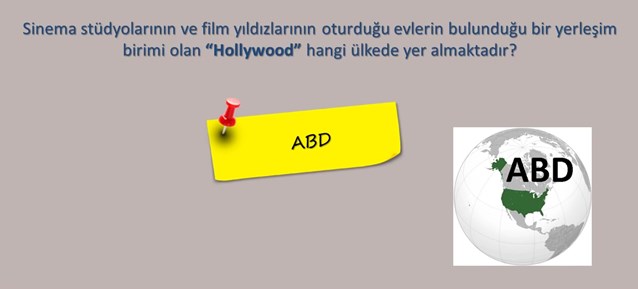 Sinema stüdyolarının ve film yıldızlarının oturduğu evlerin bulunduğu bir yerleşim
birimi olan “Hollywood” hangi ülkede yer almaktadır?
ABD
ABD